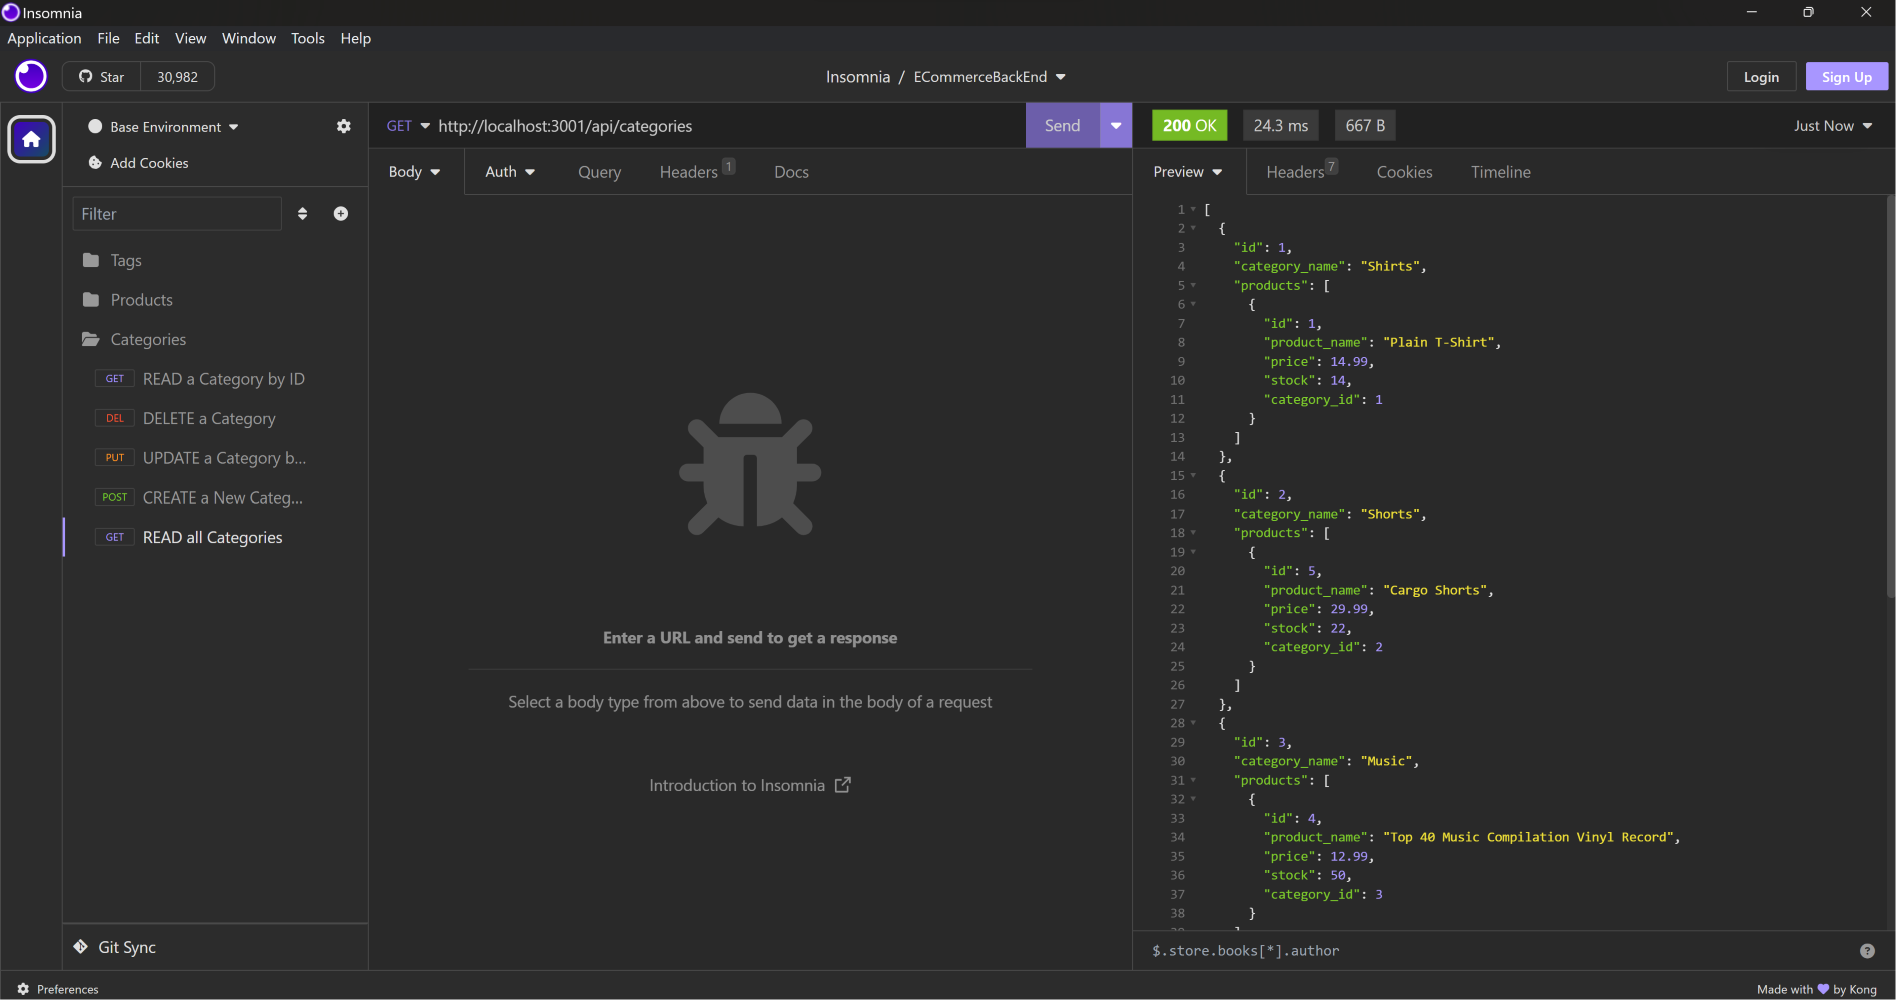 Insomnia
Application File Edit View Window Tools Help
Star 30,982
Insomnia / ECommerceBackEnd
Login Sign Up
Base Environment
Add Cookies
Filter
Tags
Products
Categories
GET READ a Category by ID
DEL DELETE a Category
PUT UPDATE a Category b...
POST CREATE a New Categ...
GET READ all Categories
Git Sync
Preferences
GET http://localhost:3001/api/categories Send
Body Auth Query Headers 1 Docs
Enter a URL and send to get a response
Select a body type from above to send data in the body of a request
Introduction to Insomnia
200 OK 24.3 ms 667 B Just Now
Preview Headers 7 Cookies Timeline
1 [
2 {
3 "id": 1,
4 "category_name": "Shirts",
5 "products": [
6 {
7 "id": 1,
8 "product_name": "Plain T-Shirt",
9 "price": 14.99,
10 "stock": 14,
11 "category_id": 1
12 }
13 ]
14 },
15 {
16 "id": 2,
17 "category_name": "Shorts",
18 "products": [
19 {
20 "id": 5,
21 "product_name": "Cargo Shorts",
22 "price": 29.99,
23 "stock": 22,
24 "category_id": 2
25 }
26 ]
27 },
28 {
29 "id": 3,
30 "category_name": "Music",
31 "products": [
32 {
33 "id": 4,
34 "product_name": "Top 40 Music Compilation Vinyl Record",
35 "price": 12.99,
36 "stock": 50,
37 "category_id": 3
38 }
$.store.books[*].author
Made with 💜 by Kong